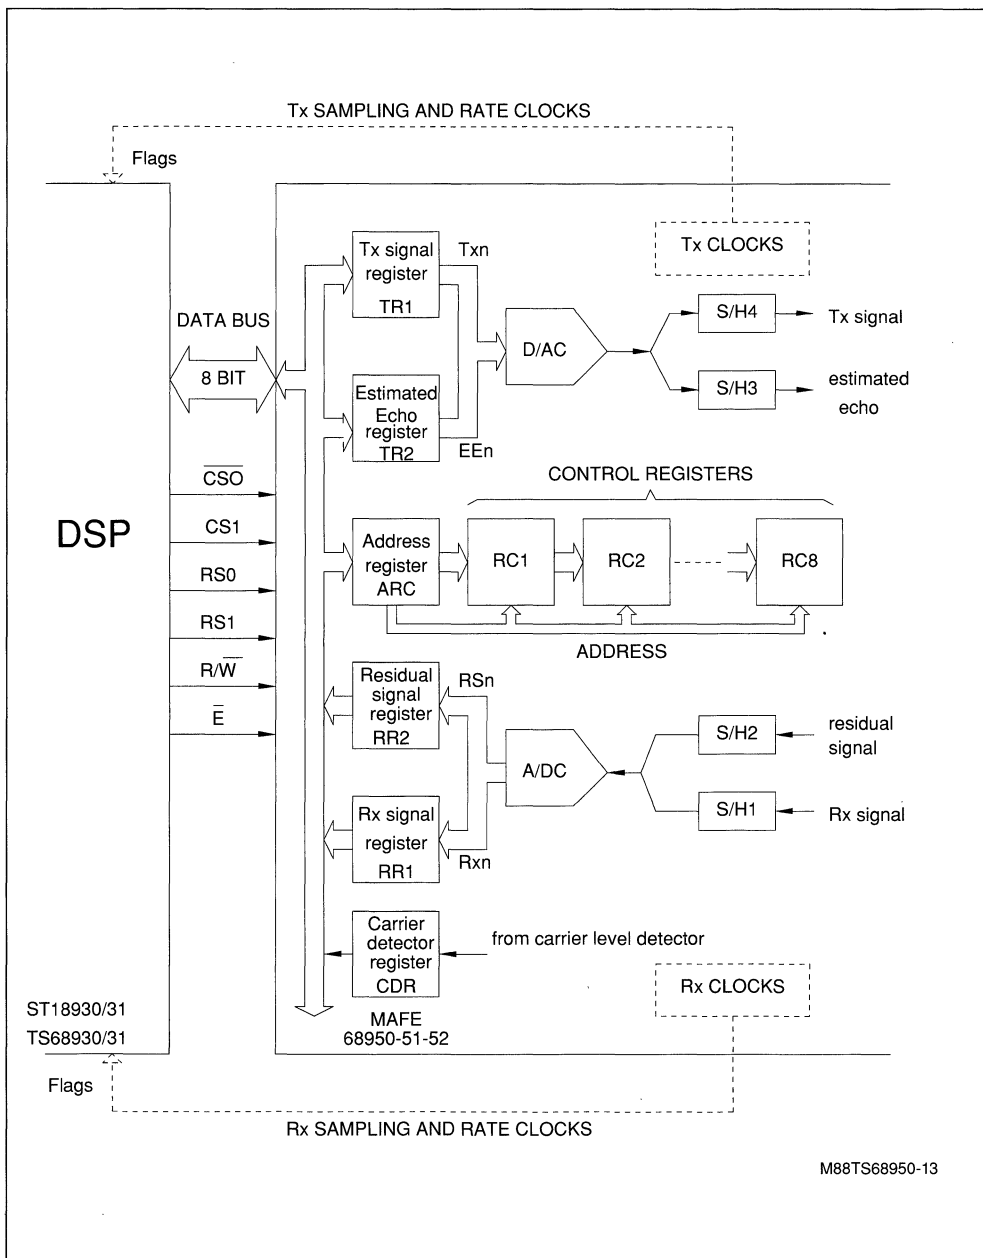 Tx SAMPLING AND RATE CLOCKS
Flags
Tx CLOCKS
Tx signal
register
TR1
Txn
DATA BUS
8 BIT
D/AC
S/H4
Tx signal
S/H3
estimated
echo
Estimated
Echo
register
TR2
EEn
CSO
CS1
RS0
RS1
R/W
E
DSP
CONTROL REGISTERS
Address
register
ARC
RC1
RC2
RC8
ADDRESS
Residual
signal
register
RR2
RSn
A/DC
S/H2
residual
signal
S/H1
Rx signal
Rx signal
register
RR1
Rxn
Carrier
detector
register
CDR
from carrier level detector
Rx CLOCKS
ST18930/31
TS68930/31
MAFE
68950-51-52
Flags
Rx SAMPLING AND RATE CLOCKS
M88TS68950-13